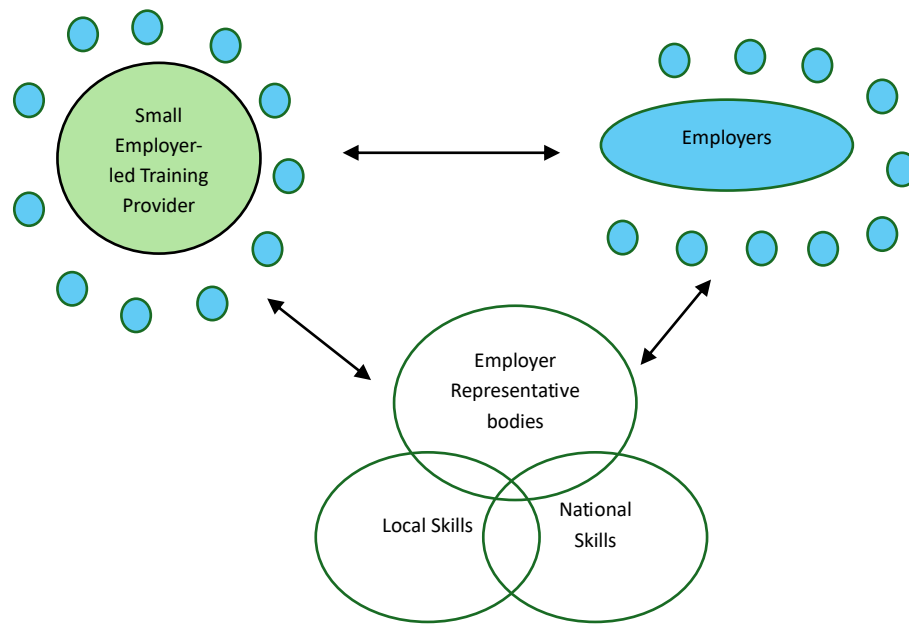 Small
Employer-
led Training
Provider
Employers
Employer
Representative
bodies
Local Skills
National
Skills